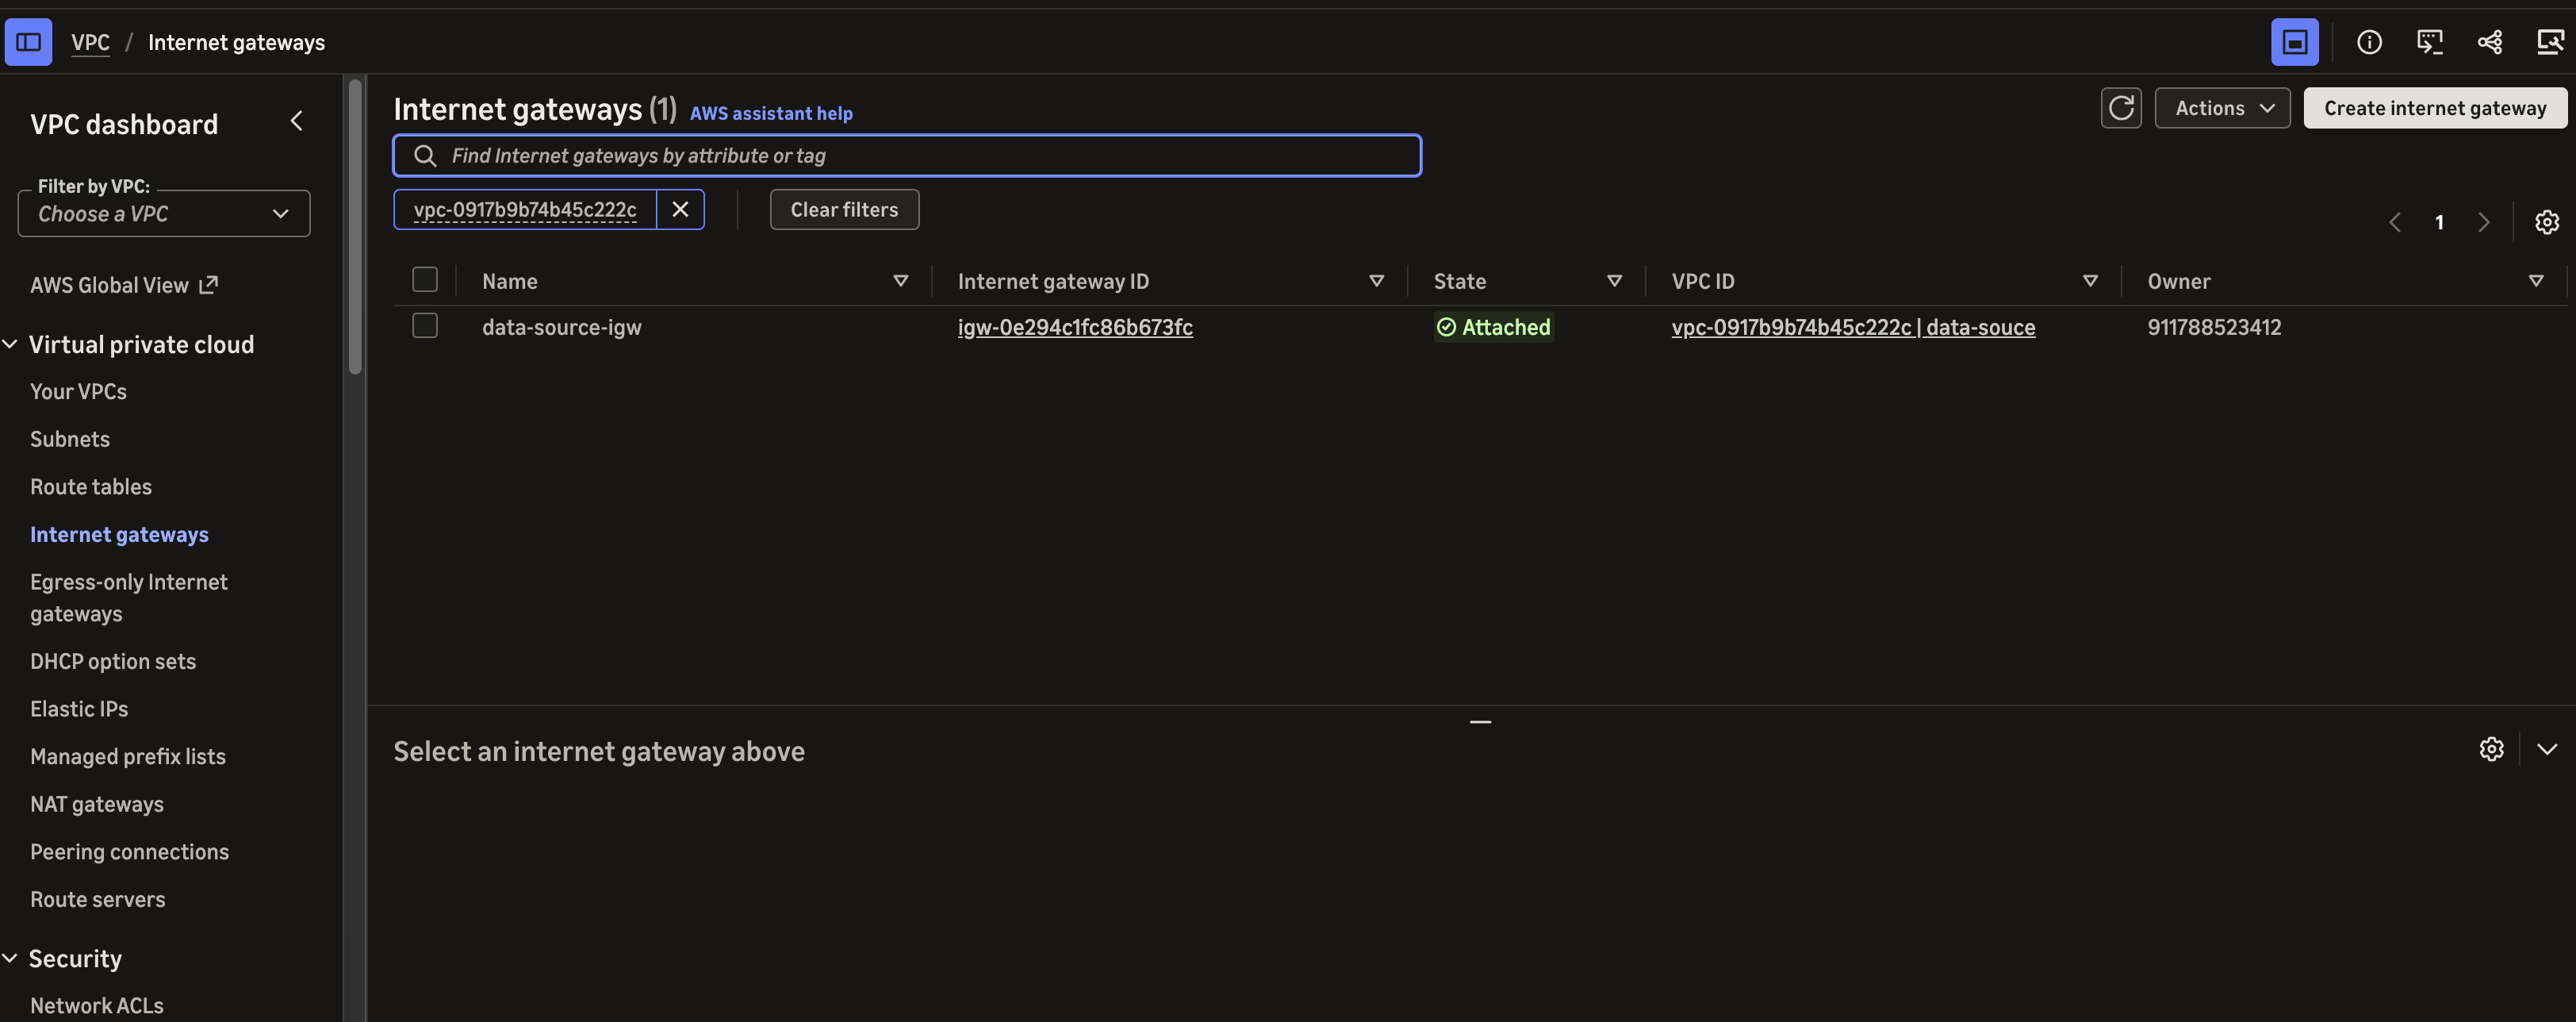 VPC / Internet gateways
VPC dashboard
Filter by VPC:
Choose a VPC
AWS Global View
Virtual private cloud
Your VPCs
Subnets
Route tables
Internet gateways
Egress-only Internet
gateways
DHCP option sets
Elastic IPs
Managed prefix lists
NAT gateways
Peering connections
Route servers
Security
Network ACLs
Internet gateways (1) AWS assistant help
Actions
Create internet gateway
Find Internet gateways by attribute or tag
vpc-0917b9b74b45c222c
Clear filters
1
Name Internet gateway ID State VPC ID Owner
data-source-igw igw-0e294c1fc86b673fc Attached vpc-0917b9b74b45c222c | data-souce 911788523412
Select an internet gateway above